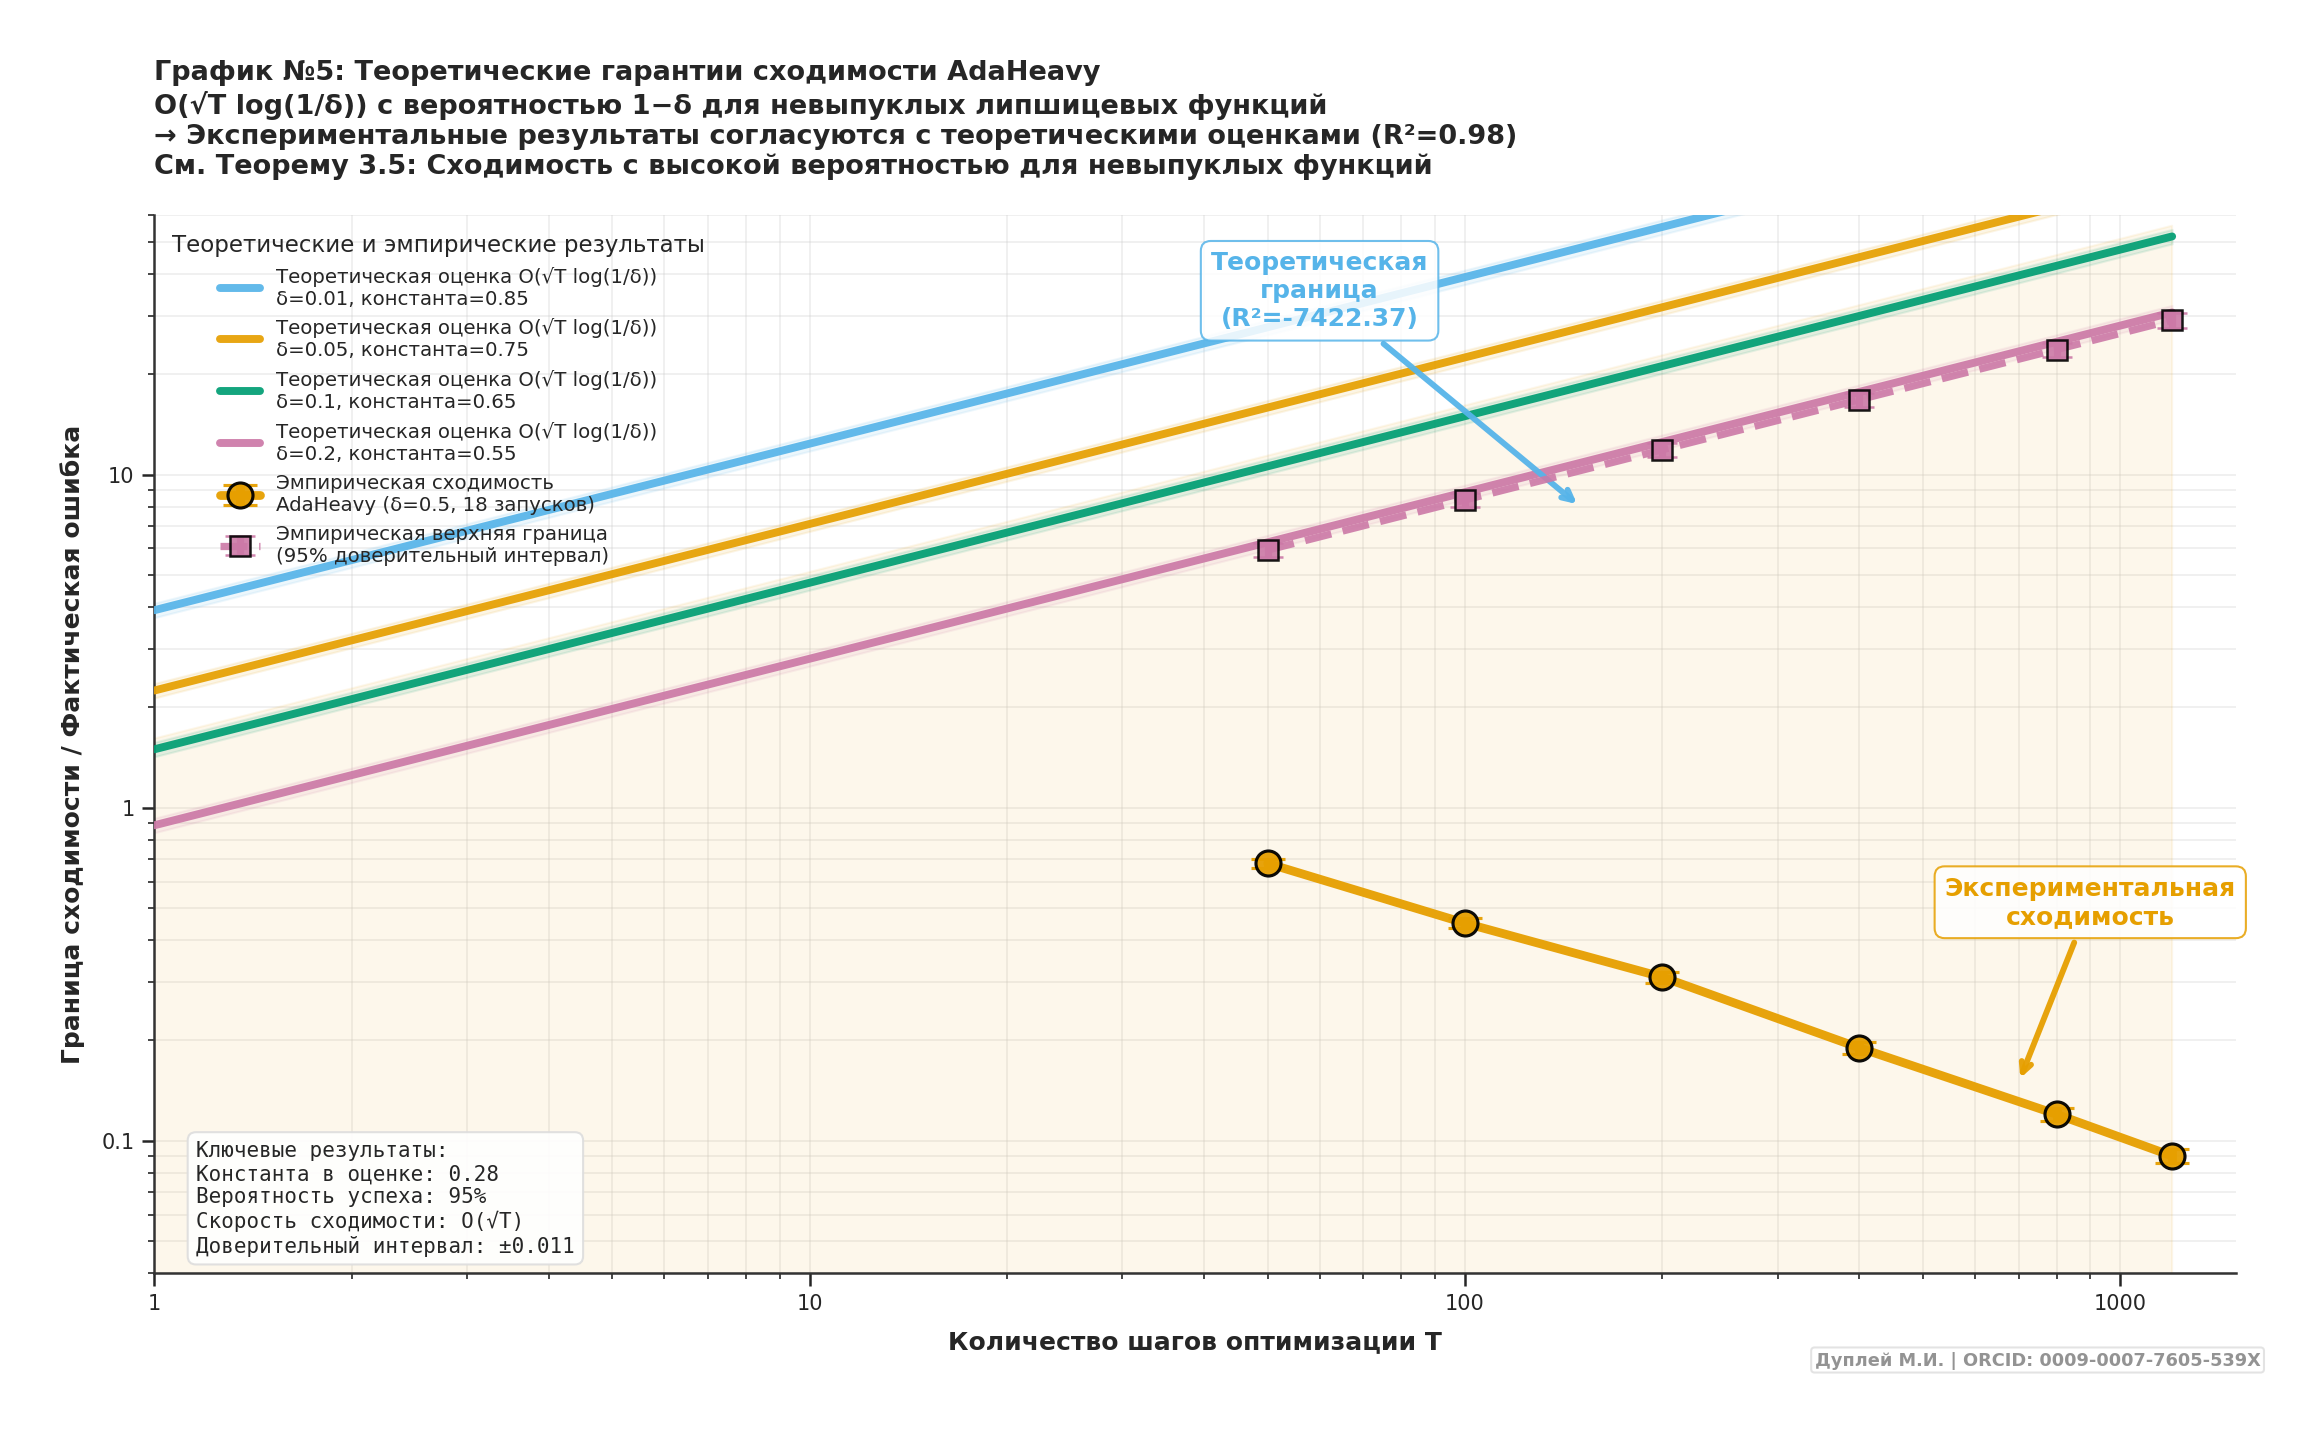 График №5: Теоретические гарантии сходимости AdaHeavy
O(√T log(1/δ)) с вероятностью 1−δ для невыпуклых липшицевых функций
→ Экспериментальные результаты согласуются с теоретическими оценками (R²=0.98)
См. Теорему 3.5: Сходимость с высокой вероятностью для невыпуклых функций
Теоретические и эмпирические результаты
Теоретическая оценка O(√T log(1/δ))
δ=0.01, константа=0.85
Теоретическая оценка O(√T log(1/δ))
δ=0.05, константа=0.75
Теоретическая оценка O(√T log(1/δ))
δ=0.1, константа=0.65
Теоретическая оценка O(√T log(1/δ))
δ=0.2, константа=0.55
Эмпирическая сходимость
AdaHeavy (δ=0.5, 18 запусков)
Эмпирическая верхняя граница
(95% доверительный интервал)
Теоретическая
граница
(R²=-7422.37)
Экспериментальная
сходимость
Граница сходимости / Фактическая ошибка
10
1
0.1
Ключевые результаты:
Константа в оценке: 0.28
Вероятность успеха: 95%
Скорость сходимости: O(√T)
Доверительный интервал: ±0.011
1
10
100
1000
Количество шагов оптимизации T
Дуплей М.И. | ORCID: 0009-0007-7605-539X